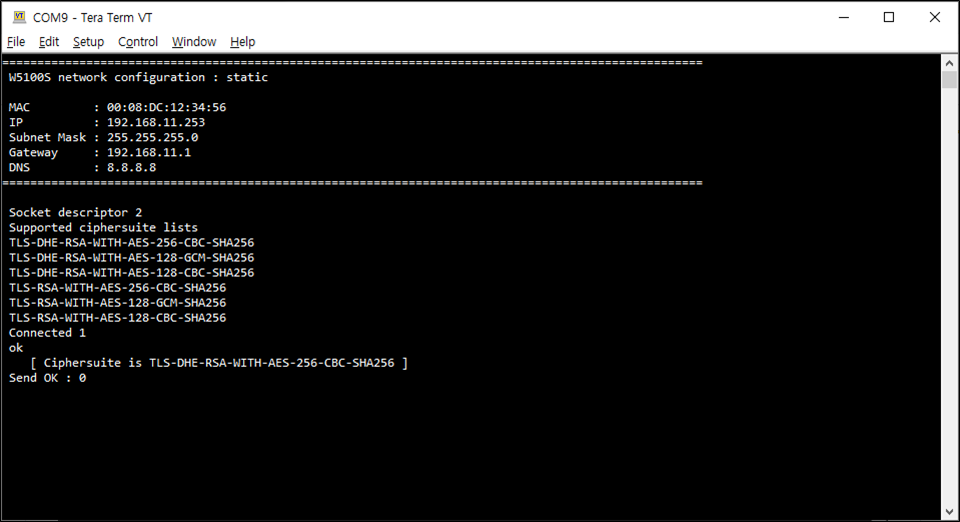 COM9 - Tera Term VT
File Edit Setup Control Window Help
====================================================================================================
W5100S network configuration : static
MAC : 00:08:DC:12:34:56
IP : 192.168.11.253
Subnet Mask : 255.255.255.0
Gateway : 192.168.11.1
DNS : 8.8.8.8
====================================================================================================
Socket descriptor 2
Supported ciphersuite lists
TLS-DHE-RSA-WITH-AES-256-CBC-SHA256
TLS-DHE-RSA-WITH-AES-128-GCM-SHA256
TLS-DHE-RSA-WITH-AES-128-CBC-SHA256
TLS-RSA-WITH-AES-256-CBC-SHA256
TLS-RSA-WITH-AES-128-GCM-SHA256
TLS-RSA-WITH-AES-128-CBC-SHA256
Connected 1
ok
[ Ciphersuite is TLS-DHE-RSA-WITH-AES-256-CBC-SHA256 ]
Send OK : 0